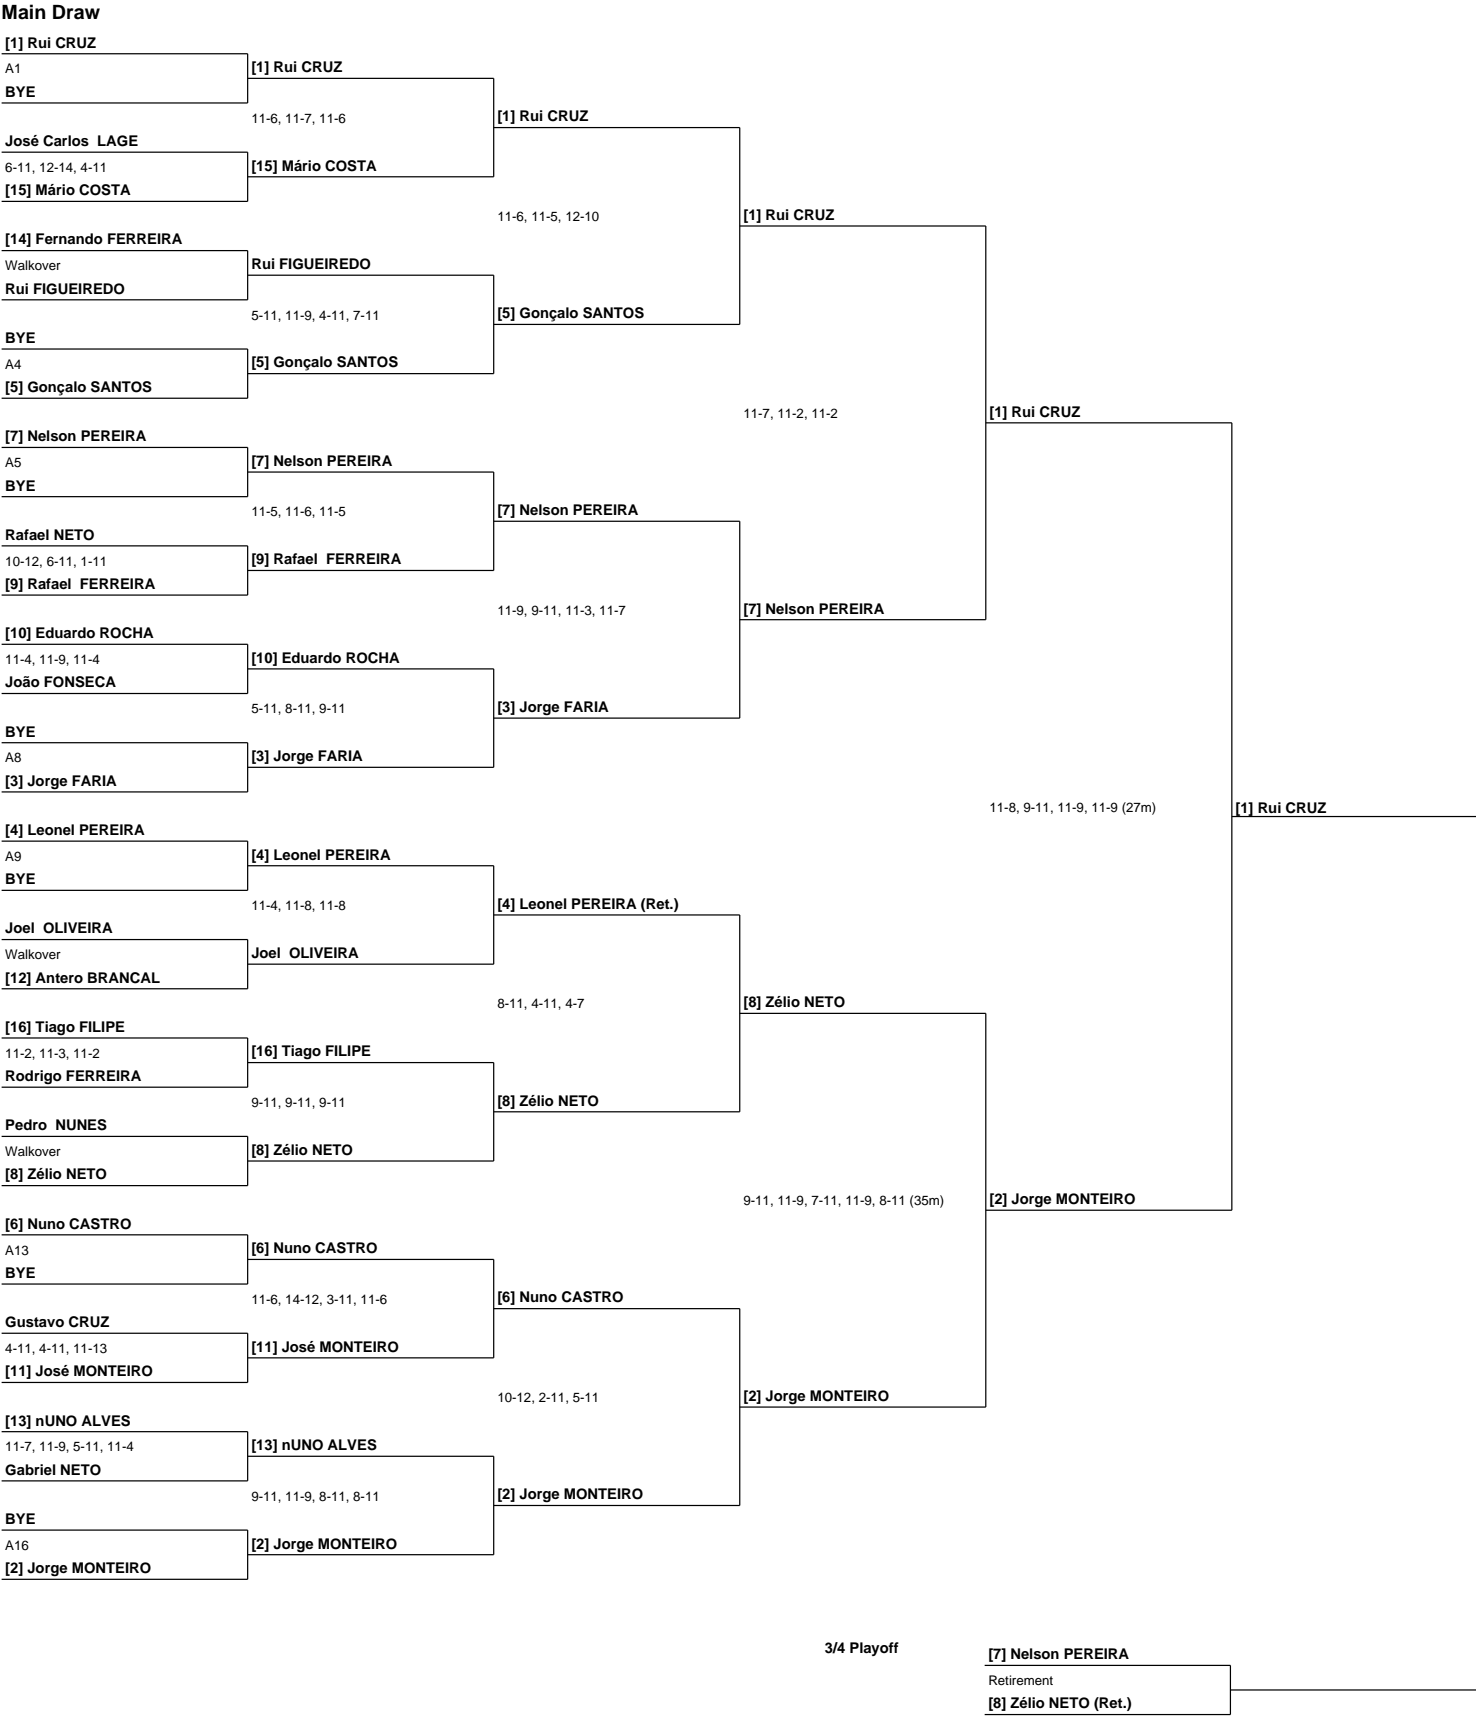 Main Draw
[1] Rui CRUZ
A1
BYE
José Carlos  LAGE
6-11, 12-14, 4-11
[15] Mário COSTA
[14] Fernando FERREIRA
Walkover
Rui FIGUEIREDO
BYE
A4
[5] Gonçalo SANTOS
[7] Nelson PEREIRA
A5
BYE
Rafael NETO
10-12, 6-11, 1-11
[9] Rafael  FERREIRA
[10] Eduardo ROCHA
11-4, 11-9, 11-4
João FONSECA
BYE
A8
[3] Jorge FARIA
[4] Leonel PEREIRA
A9
BYE
Joel  OLIVEIRA
Walkover
[12] Antero BRANCAL
[16] Tiago FILIPE
11-2, 11-3, 11-2
Rodrigo FERREIRA
Pedro  NUNES
Walkover
[8] Zélio NETO
[6] Nuno CASTRO
A13
BYE
Gustavo CRUZ
4-11, 4-11, 11-13
[11] José MONTEIRO
[13] nUNO ALVES
11-7, 11-9, 5-11, 11-4
Gabriel NETO
BYE
A16
[2] Jorge MONTEIRO
[1] Rui CRUZ
11-6, 11-7, 11-6
[15] Mário COSTA
Rui FIGUEIREDO
5-11, 11-9, 4-11, 7-11
[5] Gonçalo SANTOS
[7] Nelson PEREIRA
11-5, 11-6, 11-5
[9] Rafael  FERREIRA
[10] Eduardo ROCHA
5-11, 8-11, 9-11
[3] Jorge FARIA
[4] Leonel PEREIRA
11-4, 11-8, 11-8
Joel  OLIVEIRA
[16] Tiago FILIPE
9-11, 9-11, 9-11
[8] Zélio NETO
[6] Nuno CASTRO
11-6, 14-12, 3-11, 11-6
[11] José MONTEIRO
[13] nUNO ALVES
9-11, 11-9, 8-11, 8-11
[2] Jorge MONTEIRO
[1] Rui CRUZ
11-6, 11-5, 12-10
[5] Gonçalo SANTOS
[7] Nelson PEREIRA
11-9, 9-11, 11-3, 11-7
[3] Jorge FARIA
[4] Leonel PEREIRA (Ret.)
8-11, 4-11, 4-7
[8] Zélio NETO
[6] Nuno CASTRO
10-12, 2-11, 5-11
[2] Jorge MONTEIRO
[1] Rui CRUZ
11-7, 11-2, 11-2
[7] Nelson PEREIRA
[8] Zélio NETO
9-11, 11-9, 7-11, 11-9, 8-11 (35m)
[2] Jorge MONTEIRO
[1] Rui CRUZ
11-8, 9-11, 11-9, 11-9 (27m)
[2] Jorge MONTEIRO
[1] Rui CRUZ
3/4 Playoff
[7] Nelson PEREIRA
Retirement
[8] Zélio NETO (Ret.)